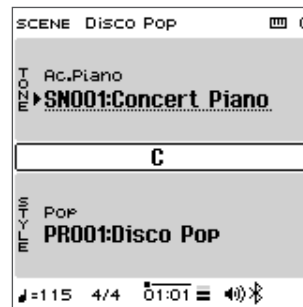 SCENE Disco Pop
TONE
Ac.Piano
SN001:Concert Piano
C
STYLE
Pop
PR001:Disco Pop
♩=115 4/4 01:01